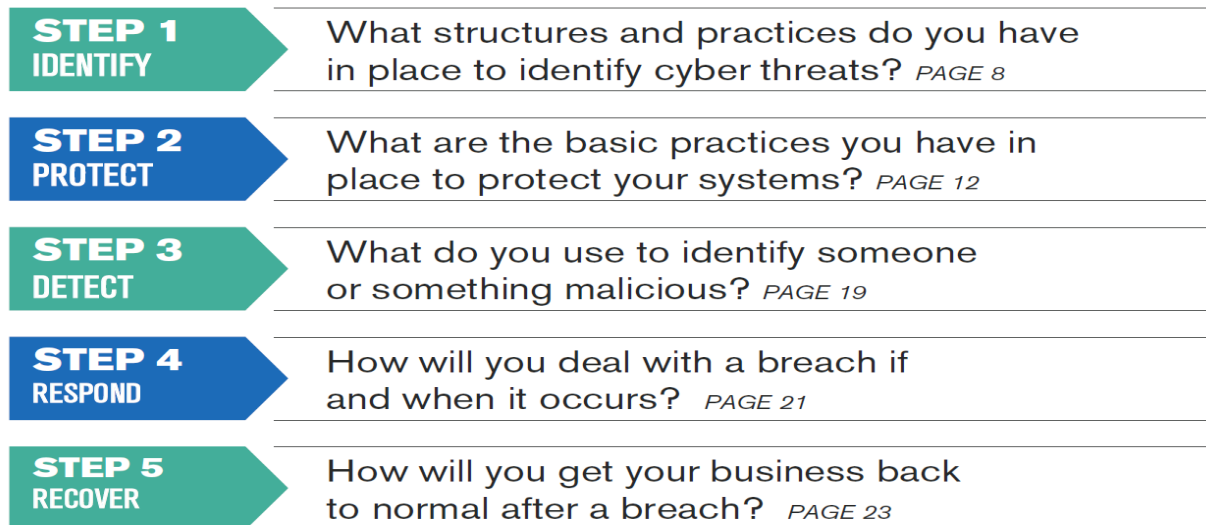 STEP 1
IDENTIFY
What structures and practices do you have
in place to identify cyber threats? PAGE 8
STEP 2
PROTECT
What are the basic practices you have in
place to protect your systems? PAGE 12
STEP 3
DETECT
What do you use to identify someone
or something malicious? PAGE 19
STEP 4
RESPOND
How will you deal with a breach if
and when it occurs? PAGE 21
STEP 5
RECOVER
How will you get your business back
to normal after a breach? PAGE 23